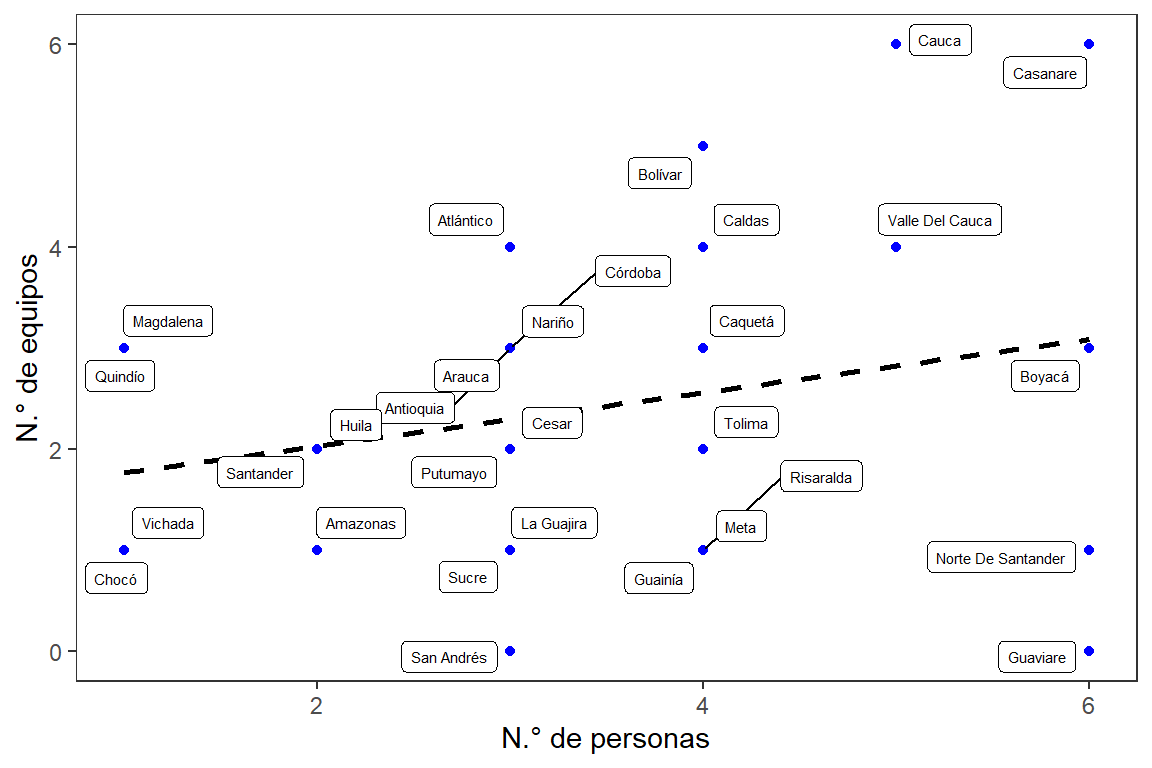 6
Cauca
Casanare
Bolívar
Atlántico
Caldas
Valle Del Cauca
4
Córdoba
Magdalena
Nariño
Caquetá
Quindío
Arauca
Boyacá
Antioquia
Huila
Cesar
Tolima
2
Santander
Putumayo
Risaralda
Vichada
Amazonas
La Guajira
Meta
Norte De Santander
Chocó
Sucre
Guainía
0
San Andrés
Guaviare
2
4
6
N.° de personas
N.° de equipos